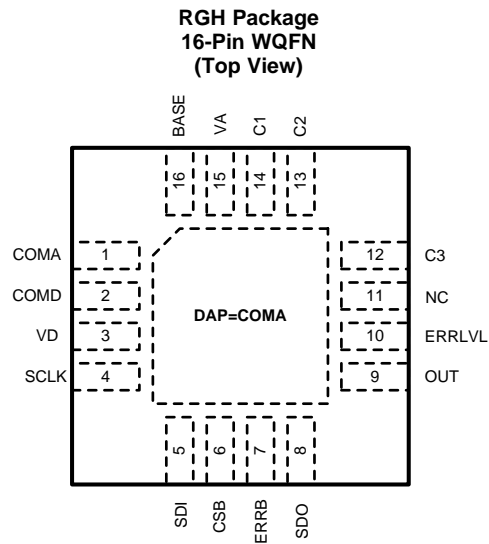 RGH Package
16-Pin WQFN
(Top View)
BASE
VA
C1
C2
16
15
14
13
COMA 1
COMD 2
VD 3
SCLK 4
DAP=COMA
12 C3
11 NC
10 ERRLVL
9 OUT
5
6
7
8
SDI
CSB
ERRB
SDO